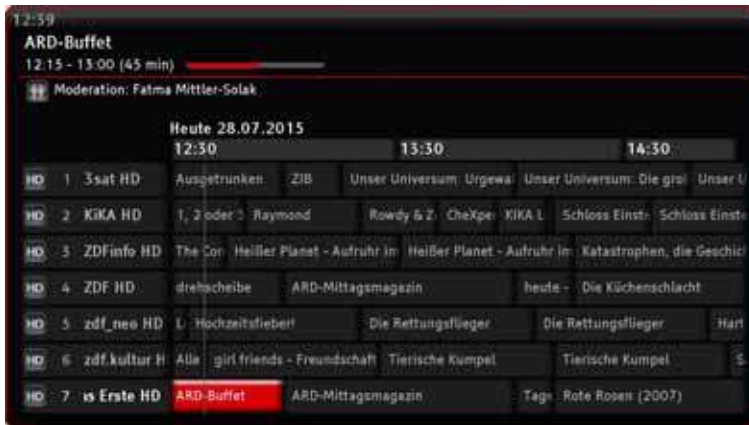 12:39
ARD-Buffet
12:15 - 13:00 (45 min)
Moderation: Fatma Mittler-Solak
Heute 28.07.2015
12:30 13:30 14:30
HD 1 3sat HD Ausgetrunken ZIB Unser Universum: Urgewa Unser Universum: Die groß Unser U
HD 2 KiKA HD 1, 2 oder 3 Raymond Rowdy & Z CheXpe KIKA L Schloss Einst Schloss Einst
HD 3 ZDFinfo HD The Cor Heißer Planet - Aufruhr im Heißer Planet - Aufruhr im Katastrophen, die Geschic
HD 4 ZDF HD drehscheibe ARD-Mittagsmagazin heute - Die Küchenschlacht
HD 5 zdf_neo HD Hochzeitsfieber! Die Rettungsflieger Die Rettungsflieger Hart
HD 6 zdf.kultur H Alle girl friends - Freundschaft Tierische Kumpel Tierische Kumpel S
HD 7 is Erste HD ARD-Buffet ARD-Mittagsmagazin Tage Rote Rosen (2007)